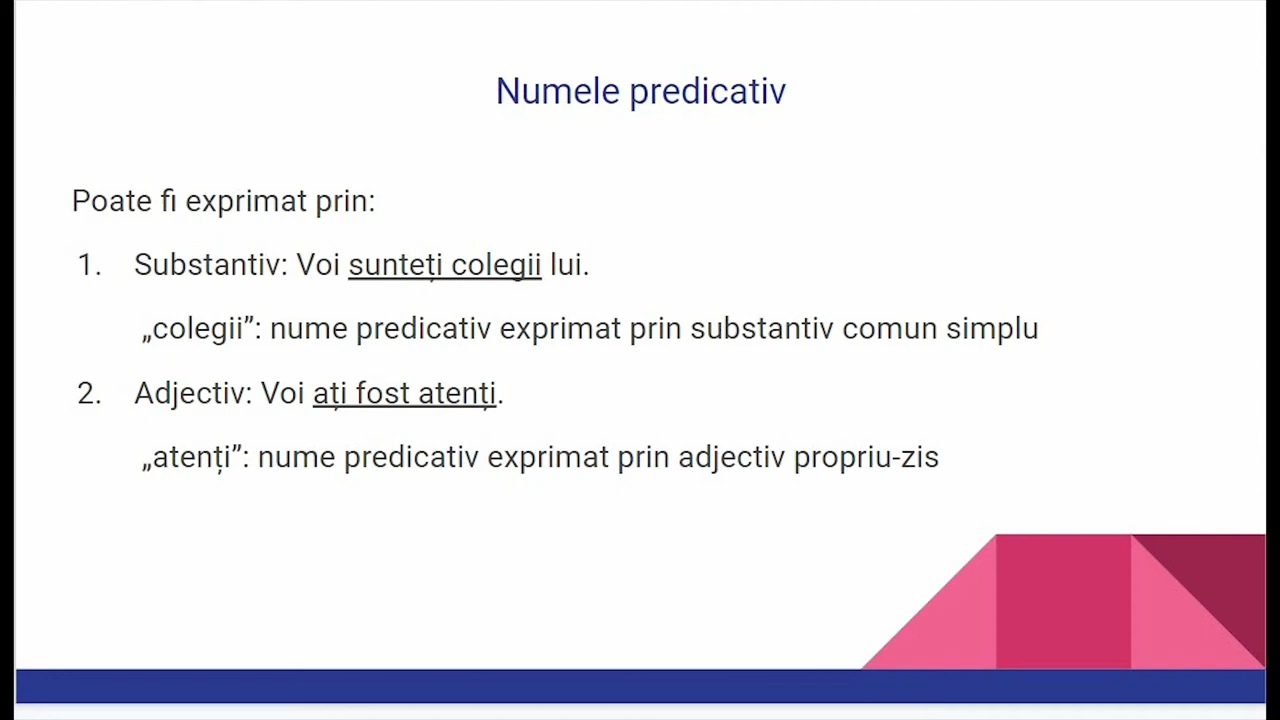 Numele predicativ
Poate fi exprimat prin:
1. Substantiv: Voi sunteți colegii lui.
„colegii”: nume predicativ exprimat prin substantiv comun simplu
2. Adjectiv: Voi ați fost atenți.
„atenți”: nume predicativ exprimat prin adjectiv propriu-zis